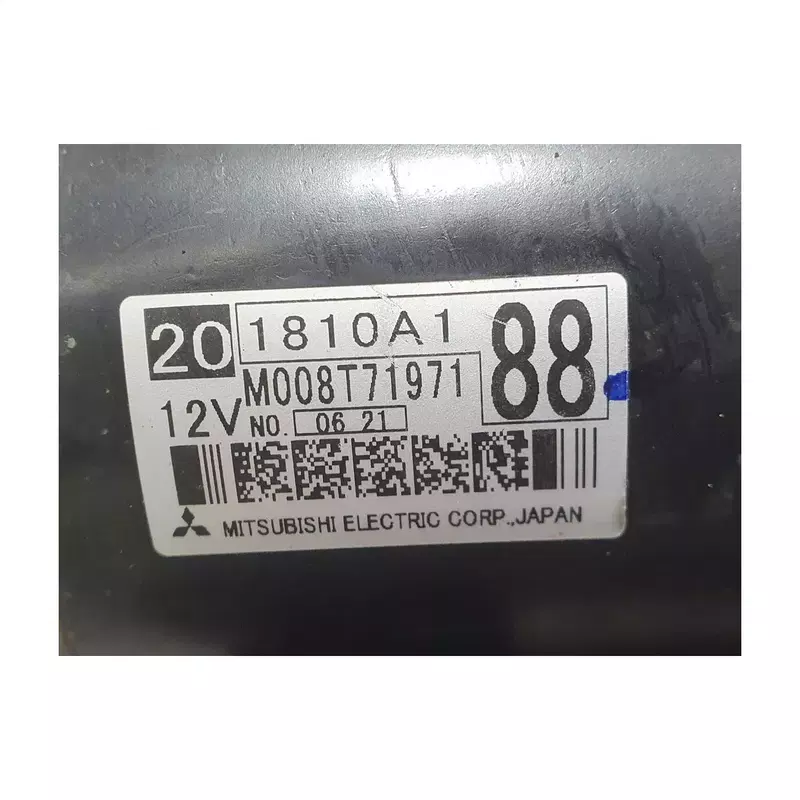 20 1810A1 88
12V M008T71971
NO. 06 21
MITSUBISHI ELECTRIC CORP.,JAPAN